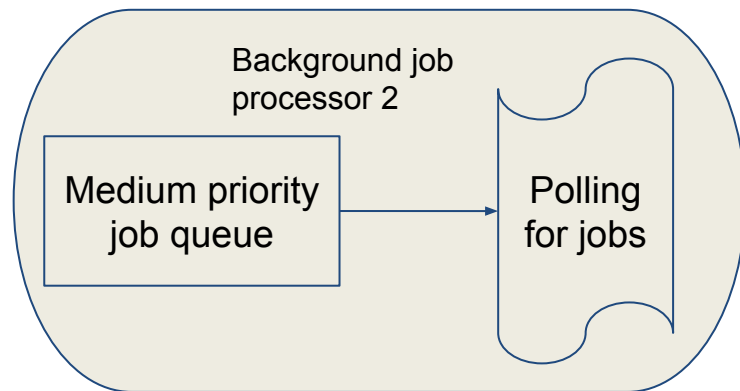 Background job
processor 2
Medium priority
job queue
Polling
for jobs